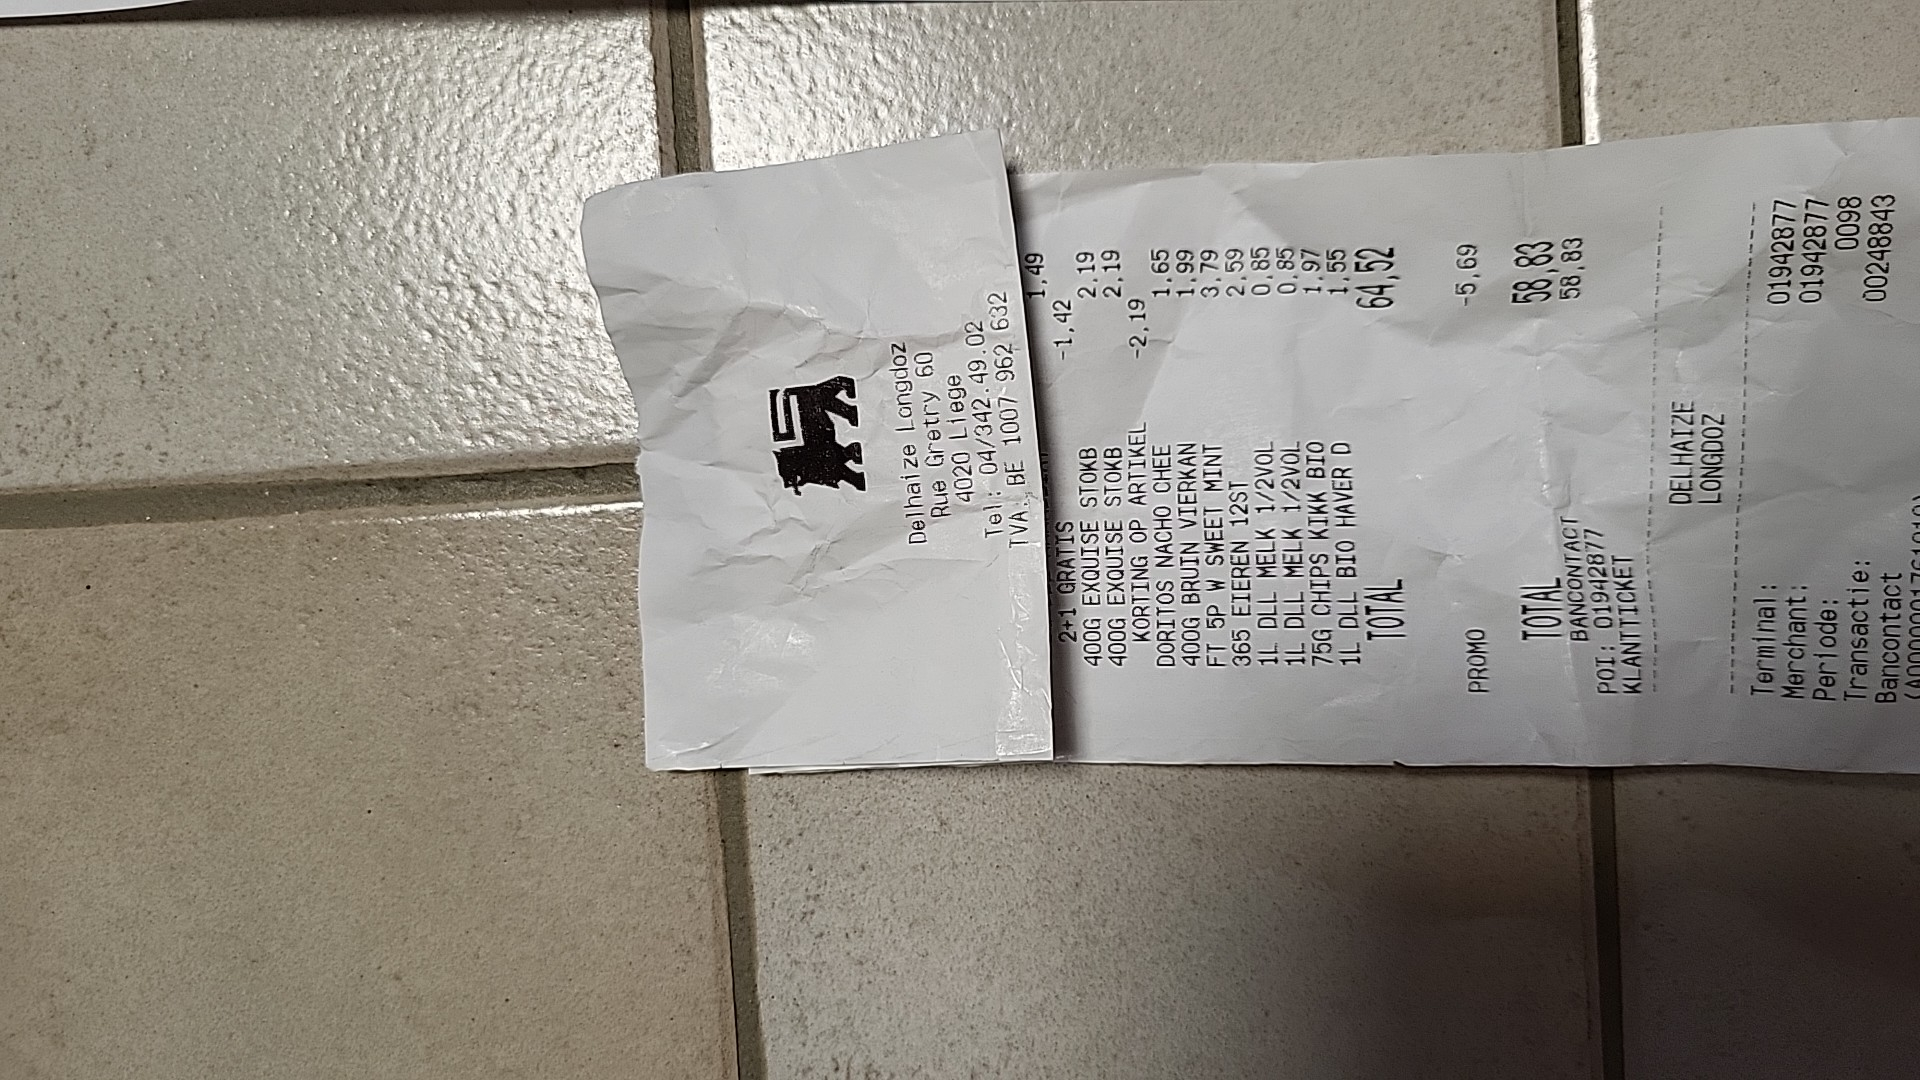 Delhaize Longdoz
Rue Gretry 60
4020 Liege
Tel: 04/342.49.02
TVA. BE 1007 962 632
1,49
2+1 GRATIS -1,42
400G EXQUISE STOKB 2,19
400G EXQUISE STOKB 2,19
KORTING OP ARTIKEL -2,19
DORITOS NACHO CHEE 1,65
400G BRUIN VIERKAN 1,99
FT 5P W SWEET MINT 3,79
365 EIEREN 12ST 2,59
1L DLL MELK 1/2VOL 0,85
1L DLL MELK 1/2VOL 0,85
75G CHIPS KIKK BIO 1,97
1L DLL BIO HAVER D 1,55
TOTAL 64,52
PROMO -5,69
TOTAL 58,83
BANCONTACT 58,83
POI: 01942877
KLANTTICKET
DELHAIZE
LONGDOZ
Terminal: 01942877
Merchant: 01942877
Periode: 0098
Transactie: 00248843
Bancontact